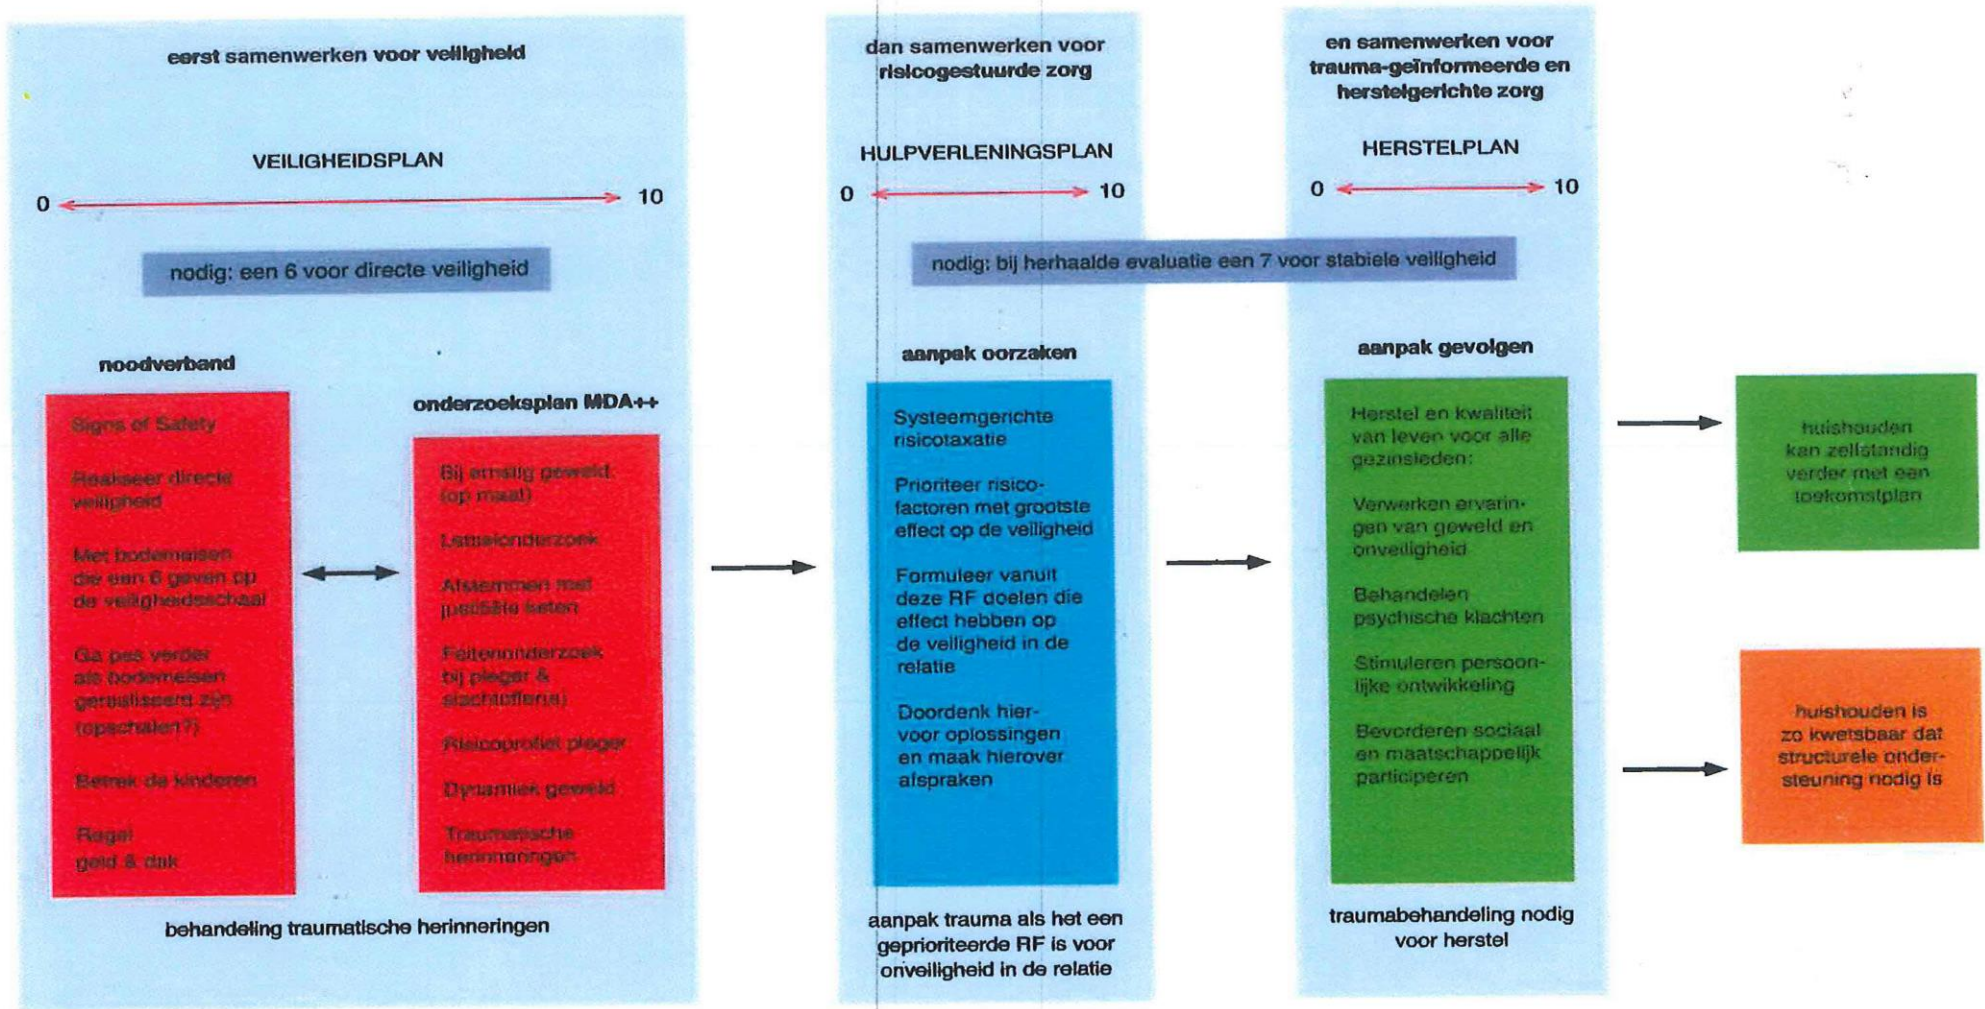 eerst samenwerken voor veiligheid
VEILIGHEIDSPLAN
0
10
nodig: een 6 voor directe veiligheid
noodverband
Signs of Safety
Realiseer directe
veiligheid
Met bodemeisen
die een 6 geven op
de veiligheidsschaal
Ga pas verder
als bodemeisen
gerealiseerd zijn
(opschalen?)
Betrek de kinderen
Regel
geld & dak
onderzoeksplan MDA++
Bij ernstig geweld:
(op maat)
Letselonderzoek
Afstemmen met
justitiële keten
Feitenonderzoek
bij pleger &
slachtoffer(s)
Risicoprofiel pleger
Dynamiek geweld
Traumatische
herinneringen
behandeling traumatische herinneringen
dan samenwerken voor
risicogestuurde zorg
HULPVERLENINGSPLAN
0
10
nodig: bij herhaalde evaluatie een 7 voor stabiele veiligheid
aanpak oorzaken
Systeemgerichte
risicotaxatie
Prioriteer risico-
factoren met grootste
effect op de veiligheid
Formuleer vanuit
deze RF doelen die
effect hebben op
de veiligheid in de
relatie
Doordenk hier-
voor oplossingen
en maak hierover
afspraken
aanpak trauma als het een
geprioriteerde RF is voor
onveiligheid in de relatie
en samenwerken voor
trauma-geïnformeerde en
herstelgerichte zorg
HERSTELPLAN
0
10
aanpak gevolgen
Herstel en kwaliteit
van leven voor alle
gezinsleden:
Verwerken ervarin-
gen van geweld en
onveiligheid
Behandelen
psychische klachten
Stimuleren persoon-
lijke ontwikkeling
Bevorderen sociaal
en maatschappelijk
participeren
traumabehandeling nodig
voor herstel
huishouden
kan zelfstandig
verder met een
toekomstplan
huishouden is
zo kwetsbaar dat
structurele onder-
steuning nodig is